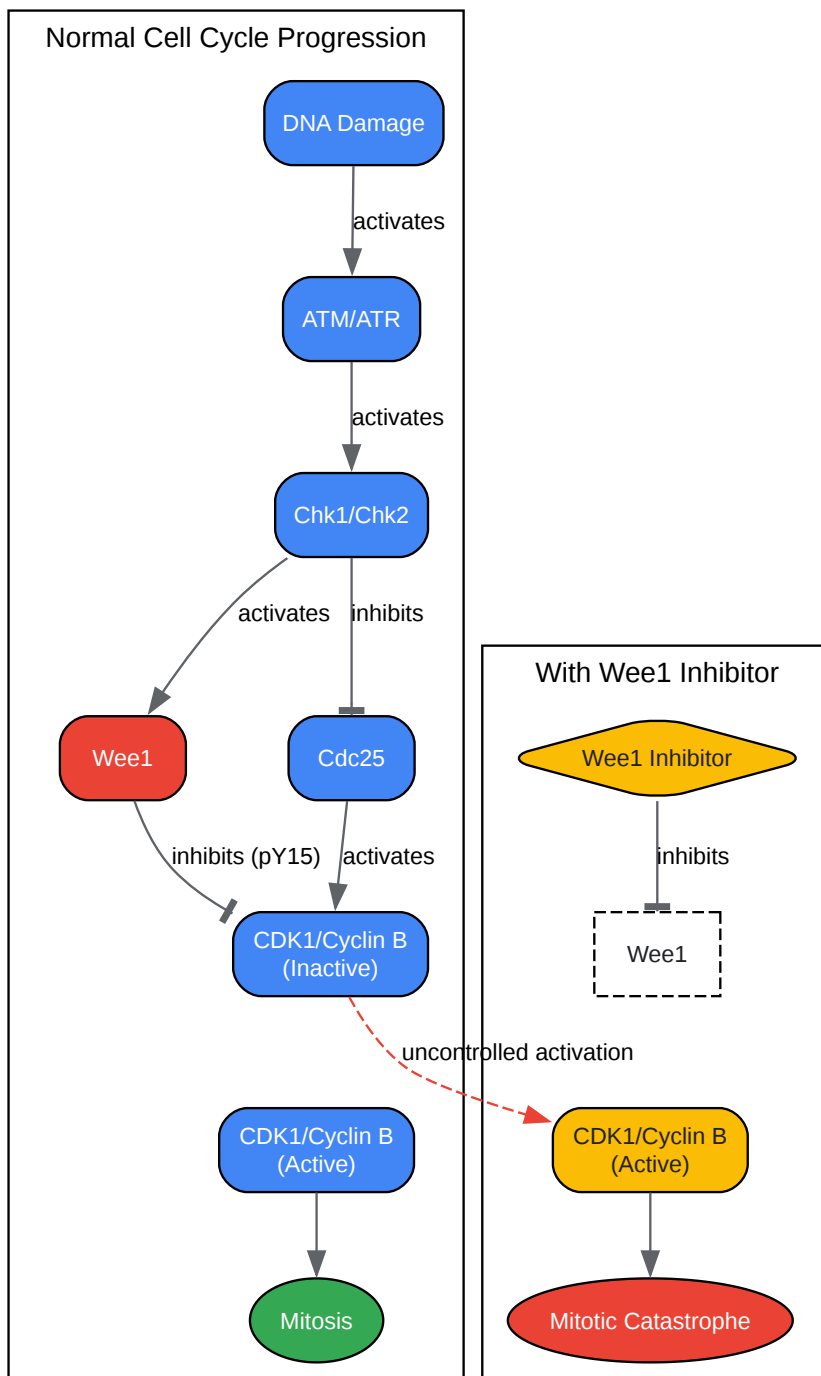 Normal Cell Cycle Progression
DNA Damage
activates
ATM/ATR
activates
Chk1/Chk2
activates
inhibits
Wee1
Cdc25
inhibits (pY15)
activates
CDK1/Cyclin B
(Inactive)
uncontrolled activation
CDK1/Cyclin B
(Active)
Mitosis
With Wee1 Inhibitor
Wee1 Inhibitor
inhibits
Wee1
CDK1/Cyclin B
(Active)
Mitotic Catastrophe